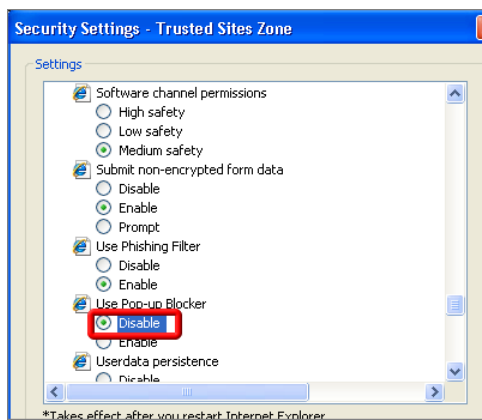 Security Settings - Trusted Sites Zone
Settings
Software channel permissions
High safety
Low safety
Medium safety
Submit non-encrypted form data
Disable
Enable
Prompt
Use Phishing Filter
Disable
Enable
Use Pop-up Blocker
Disable
Enable
Userdata persistence
Disable
*Takes effect after you restart Internet Explorer